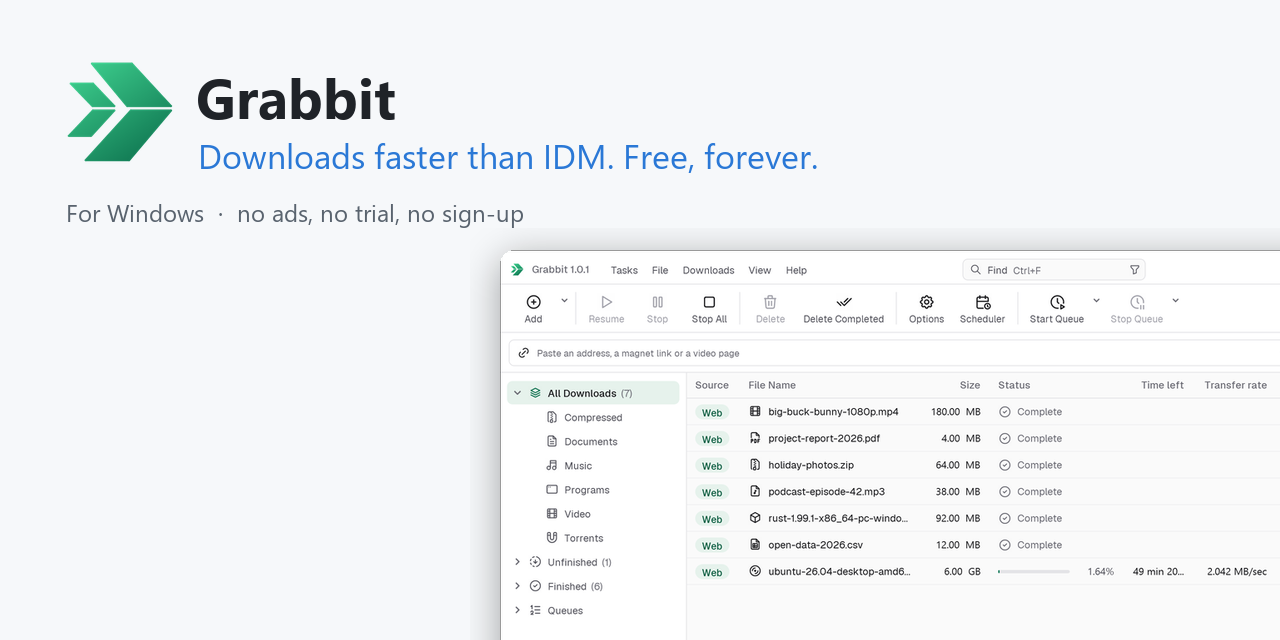 Grabbit
Downloads faster than IDM. Free, forever.
For Windows · no ads, no trial, no sign-up
Grabbit 1.0.1 Tasks File Downloads View Help Find Ctrl+F
Add Resume Stop Stop All Delete Delete Completed Options Scheduler Start Queue Stop Queue
Paste an address, a magnet link or a video page
All Downloads (7)
Compressed
Documents
Music
Programs
Video
Torrents
Unfinished (1)
Finished (6)
Queues
Source File Name Size Status Time left Transfer rate
Web big-buck-bunny-1080p.mp4 180.00 MB Complete
Web project-report-2026.pdf 4.00 MB Complete
Web holiday-photos.zip 64.00 MB Complete
Web podcast-episode-42.mp3 38.00 MB Complete
Web rust-1.99.1-x86_64-pc-windo... 92.00 MB Complete
Web open-data-2026.csv 12.00 MB Complete
Web ubuntu-26.04-desktop-amd6... 6.00 GB 1.64% 49 min 20... 2.042 MB/sec